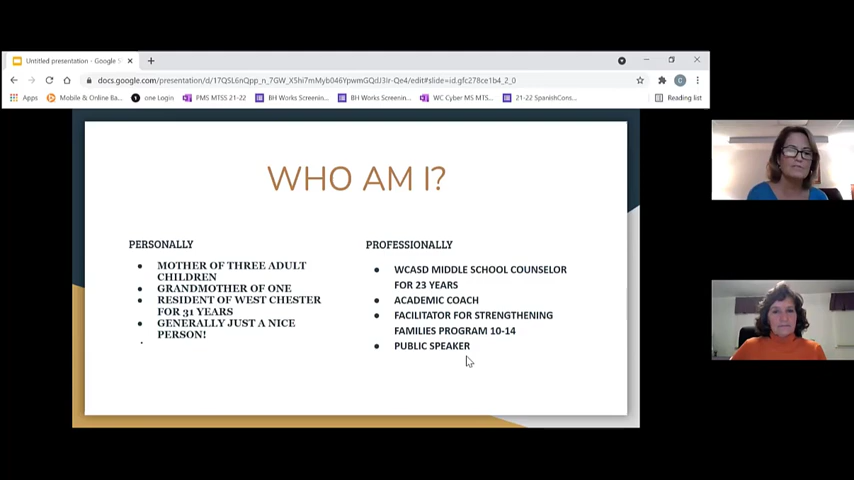 Untitled presentation - Google S
docs.google.com/presentation/d/17QSL6nQpp_n_7GW_X5hi7mMyb046YpwmGQdJ3Ir-Qe4/edit#slide=id.gfc278ce1b4_2_0
Apps Mobile & Online Ba... one Login PMS MTSS 21-22 BH Works Screenin... BH Works Screenin... WC Cyber MS MTS... 21-22 SpanishCons... Reading list
WHO AM I?
PERSONALLY
MOTHER OF THREE ADULT
CHILDREN
GRANDMOTHER OF ONE
RESIDENT OF WEST CHESTER
FOR 31 YEARS
GENERALLY JUST A NICE
PERSON!
PROFESSIONALLY
WCASD MIDDLE SCHOOL COUNSELOR
FOR 23 YEARS
ACADEMIC COACH
FACILITATOR FOR STRENGTHENING
FAMILIES PROGRAM 10-14
PUBLIC SPEAKER